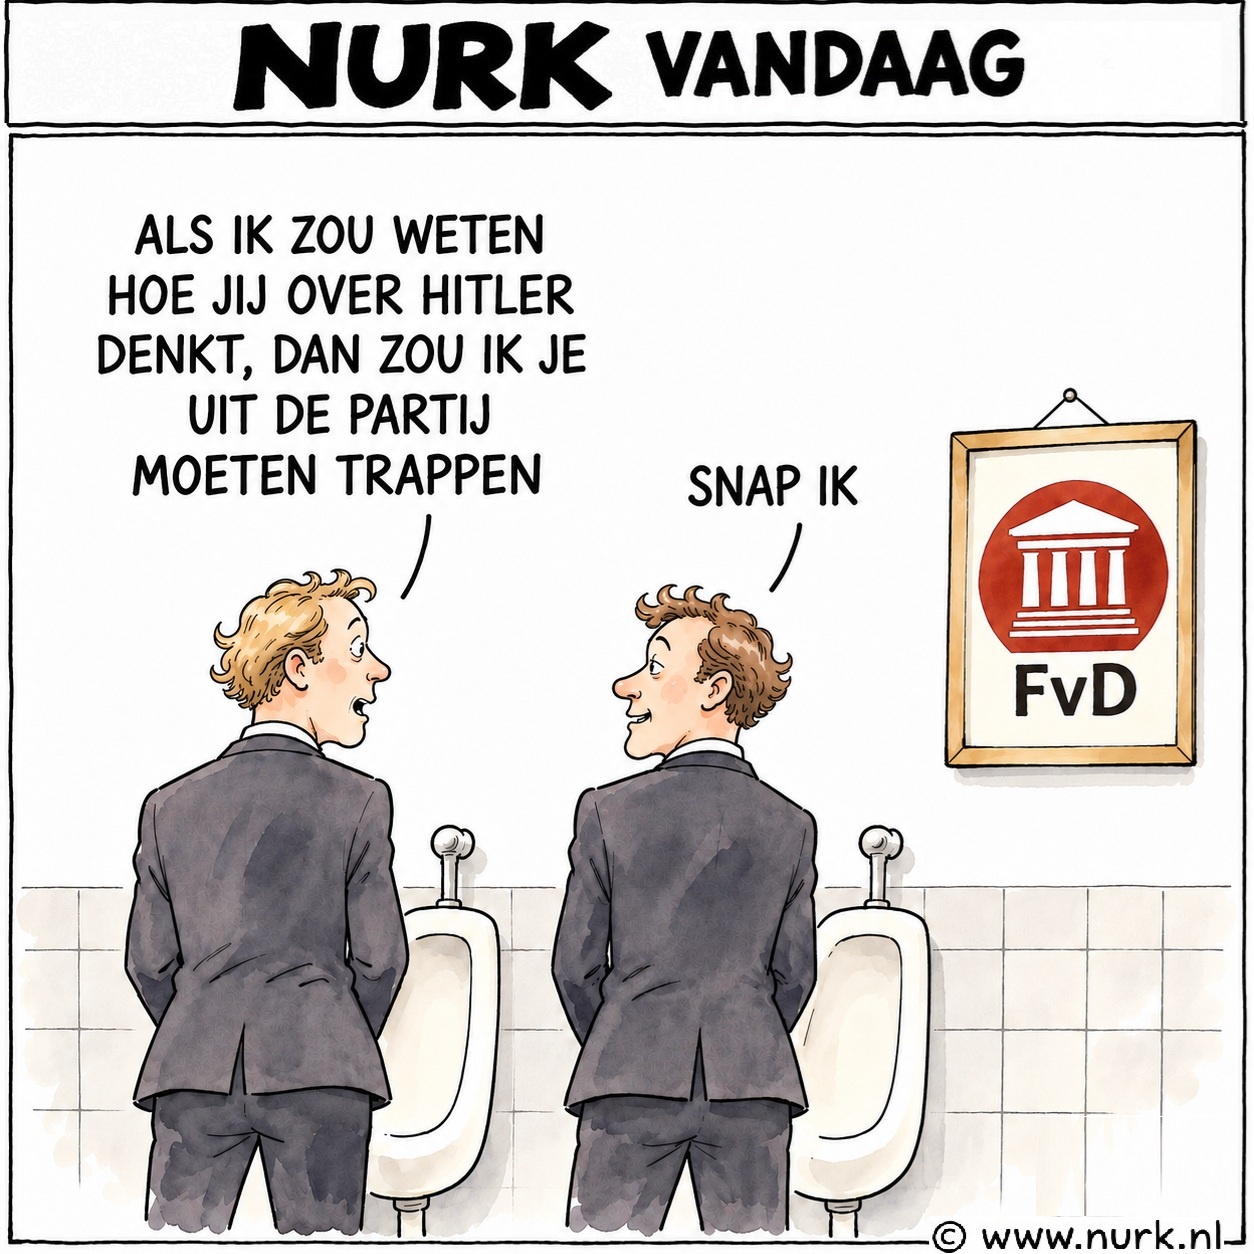 NURK VANDAAG
ALS IK ZOU WETEN
HOE JIJ OVER HITLER
DENKT, DAN ZOU IK JE
UIT DE PARTIJ
MOETEN TRAPPEN
SNAP IK
FvD
© www.nurk.nl